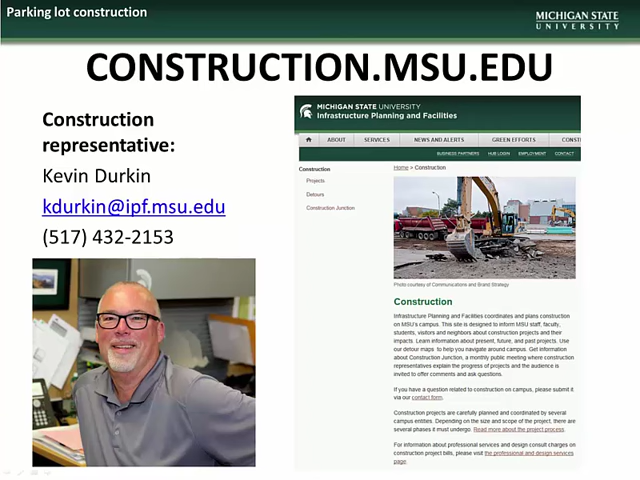 Parking lot construction
MICHIGAN STATE
UNIVERSITY
CONSTRUCTION.MSU.EDU
Construction
representative:
Kevin Durkin
kdurkin@ipf.msu.edu
(517) 432-2153
MICHIGAN STATE UNIVERSITY
Infrastructure Planning and Facilities
ABOUT SERVICES NEWS AND ALERTS GREEN EFFORTS CONSTI
BUSINESS PARTNERS HUB LOGIN EMPLOYMENT CONTACT
Construction
Projects
Detours
Construction Junction
Home > Construction
Photo courtesy of Communications and Brand Strategy
Construction
Infrastructure Planning and Facilities coordinates and plans construction
on MSU's campus. This site is designed to inform MSU staff, faculty,
students, visitors and neighbors about construction projects and their
impacts. Learn information about present, future, and past projects. Use
our detour maps to help you navigate around campus. Get information
about Construction Junction, a monthly public meeting where construction
representatives explain the progress of projects and the audience is
invited to offer comments and ask questions.
If you have a question related to construction on campus, please submit it
via our contact form.
Construction projects are carefully planned and coordinated by several
campus entities. Depending on the size and scope of the project, there
are several phases it must undergo. Read more about the project process.
For information about professional services and design consult charges on
construction project bills, please visit the professional and design services
page.